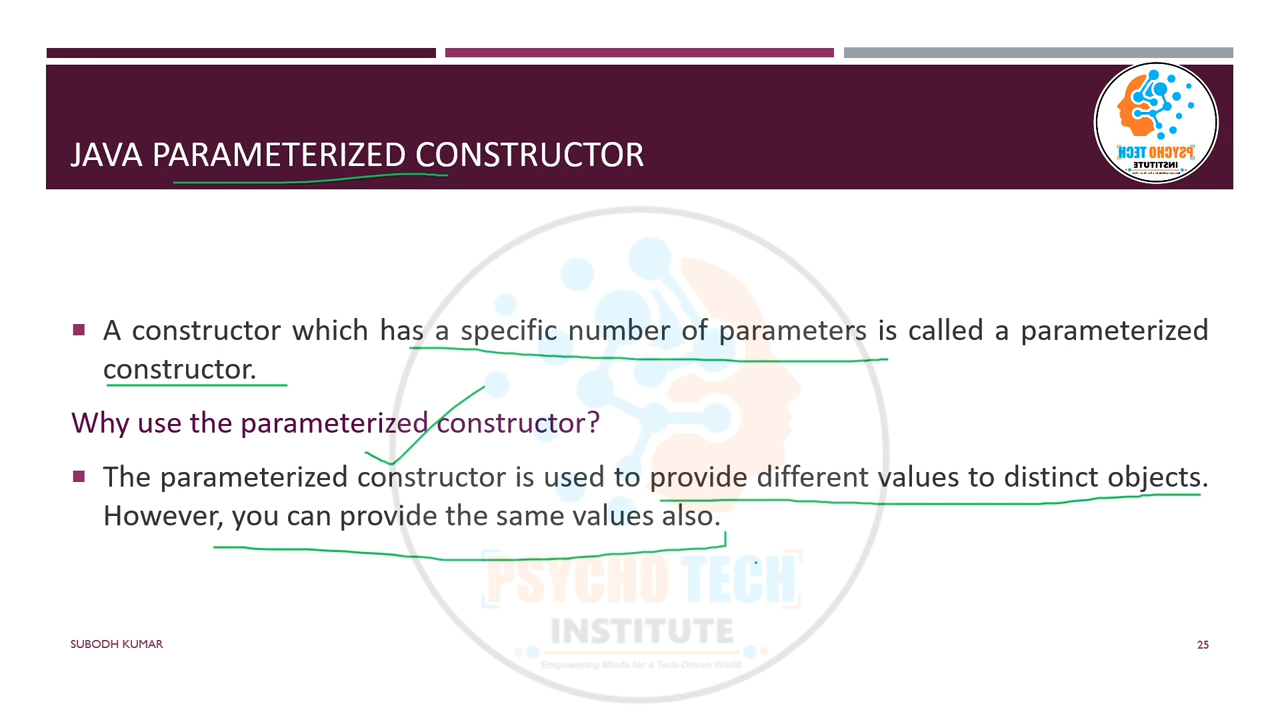 JAVA PARAMETERIZED CONSTRUCTOR
PSYCHO TECH
INSTITUTE
■ A constructor which has a specific number of parameters is called a parameterized
constructor.
Why use the parameterized constructor?
■ The parameterized constructor is used to provide different values to distinct objects.
However, you can provide the same values also.
[PSYCHO TECH]
INSTITUTE
Empowering Minds for a Tech-Driven World
SUBODH KUMAR
25